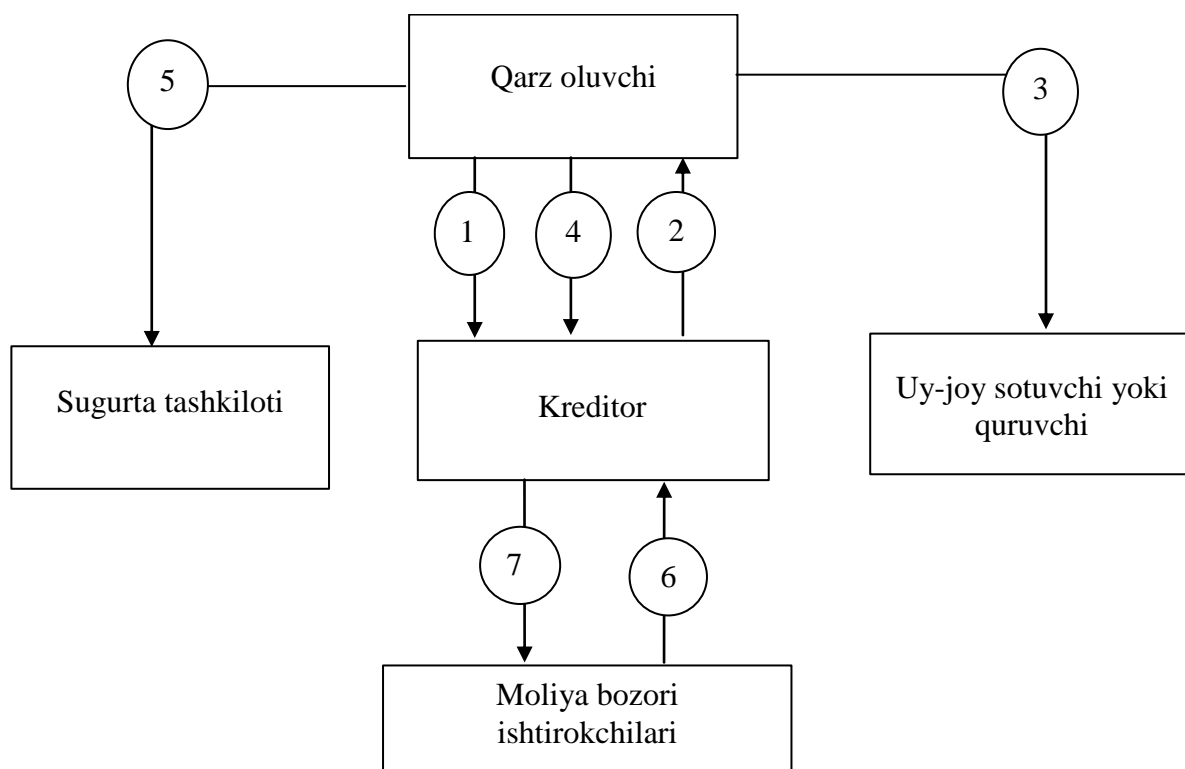 Qarz oluvchi
5
3
1
4
2
Sugurta tashkiloti
Kreditor
Uy-joy sotuvchi yoki
quruvchi
7
6
Moliya bozori
ishtirokchilari